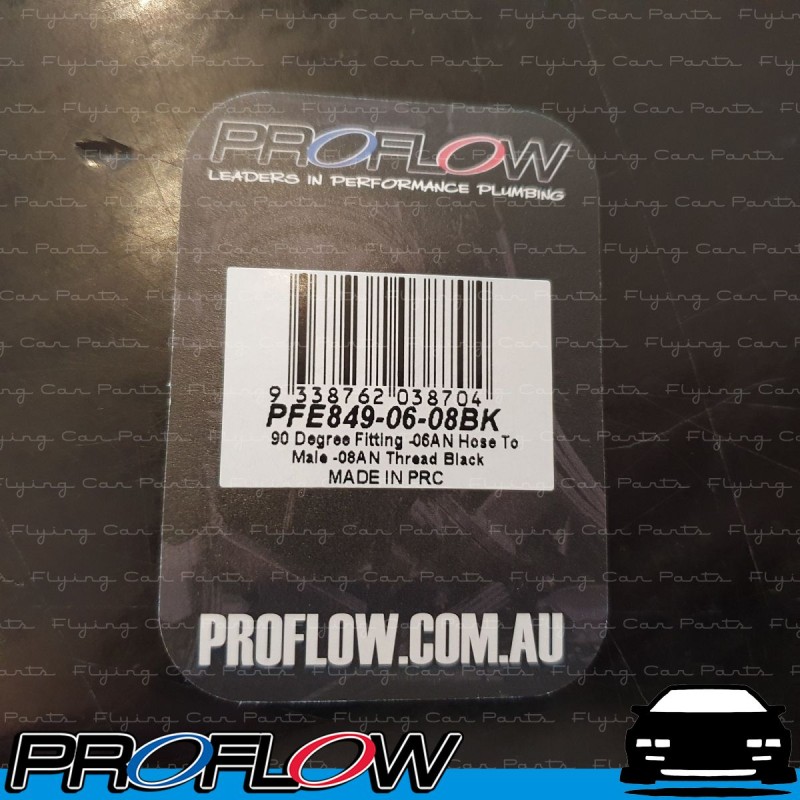 PROFLOW
LEADERS IN PERFORMANCE PLUMBING
9 338762 038704
PFE849-06-08BK
90 Degree Fitting -06AN Hose To
Male -08AN Thread Black
MADE IN PRC
PROFLOW.COM.AU
PROFLOW
Flying Car Parts